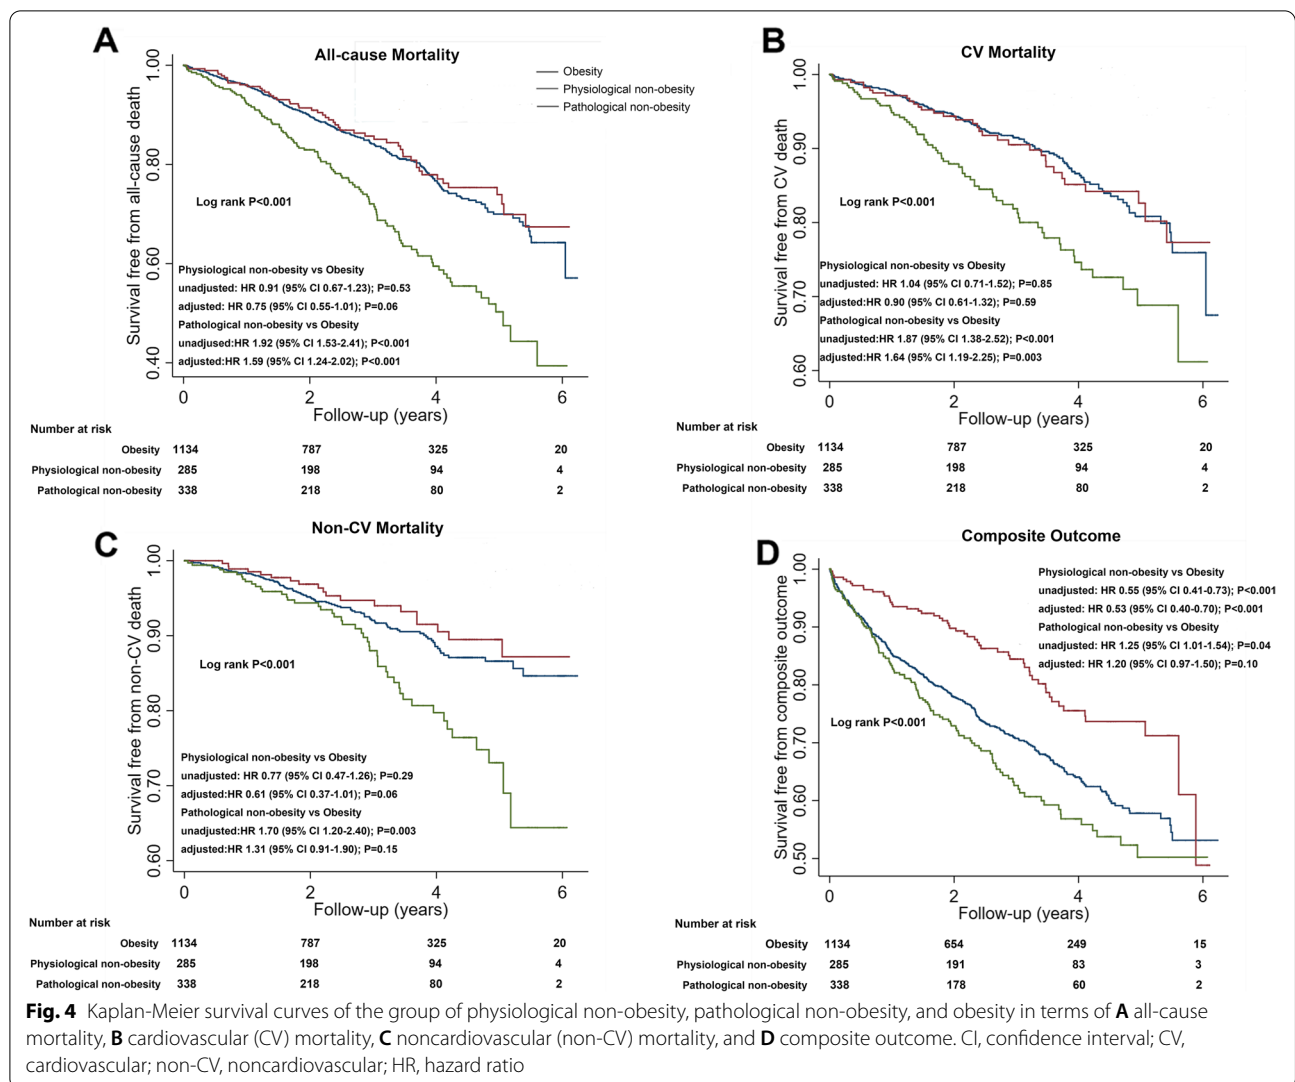 A
All-cause Mortality
Obesity
Physiological non-obesity
Pathological non-obesity
Survival free from all-cause death
1.00
0.80
0.60
0.40
Log rank P<0.001
Physiological non-obesity vs Obesity
unadjusted: HR 0.91 (95% CI 0.67-1.23); P=0.53
adjusted: HR 0.75 (95% CI 0.55-1.01); P=0.06
Pathological non-obesity vs Obesity
unadjused:HR 1.92 (95% CI 1.53-2.41); P<0.001
adjusted:HR 1.59 (95% CI 1.24-2.02); P<0.001
0 2 4 6
Follow-up (years)
Number at risk
Obesity 1134 787 325 20
Physiological non-obesity 285 198 94 4
Pathological non-obesity 338 218 80 2
B
CV Mortality
Survival free from CV death
1.00
0.90
0.80
0.70
0.60
Log rank P<0.001
Physiological non-obesity vs Obesity
unadjusted: HR 1.04 (95% CI 0.71-1.52); P=0.85
adjusted:HR 0.90 (95% CI 0.61-1.32); P=0.59
Pathological non-obesity vs Obesity
unadjusted:HR 1.87 (95% CI 1.38-2.52); P<0.001
adjusted:HR 1.64 (95% CI 1.19-2.25); P=0.003
0 2 4 6
Follow-up (years)
Number at risk
Obesity 1134 787 325 20
Physiological non-obesity 285 198 94 4
Pathological non-obesity 338 218 80 2
C
Non-CV Mortality
Survival free from non-CV death
1.00
0.90
0.80
0.70
0.60
Log rank P<0.001
Physiological non-obesity vs Obesity
unadjusted: HR 0.77 (95% CI 0.47-1.26); P=0.29
adjusted:HR 0.61 (95% CI 0.37-1.01); P=0.06
Pathological non-obesity vs Obesity
unadjusted:HR 1.70 (95% CI 1.20-2.40); P=0.003
adjusted:HR 1.31 (95% CI 0.91-1.90); P=0.15
0 2 4 6
Follow-up (years)
Number at risk
Obesity 1134 787 325 20
Physiological non-obesity 285 198 94 4
Pathological non-obesity 338 218 80 2
D
Composite Outcome
Survival free from composite outcome
1.00
0.90
0.80
0.70
0.60
0.50
Physiological non-obesity vs Obesity
unadjusted: HR 0.55 (95% CI 0.41-0.73); P<0.001
adjusted: HR 0.53 (95% CI 0.40-0.70); P<0.001
Pathological non-obesity vs Obesity
unadjusted: HR 1.25 (95% CI 1.01-1.54); P=0.04
adjusted: HR 1.20 (95% CI 0.97-1.50); P=0.10
Log rank P<0.001
0 2 4 6
Follow-up (years)
Number at risk
Obesity 1134 654 249 15
Physiological non-obesity 285 191 83 3
Pathological non-obesity 338 178 60 2
Fig. 4 Kaplan-Meier survival curves of the group of physiological non-obesity, pathological non-obesity, and obesity in terms of A all-cause
mortality, B cardiovascular (CV) mortality, C noncardiovascular (non-CV) mortality, and D composite outcome. CI, confidence interval; CV,
cardiovascular; non-CV, noncardiovascular; HR, hazard ratio